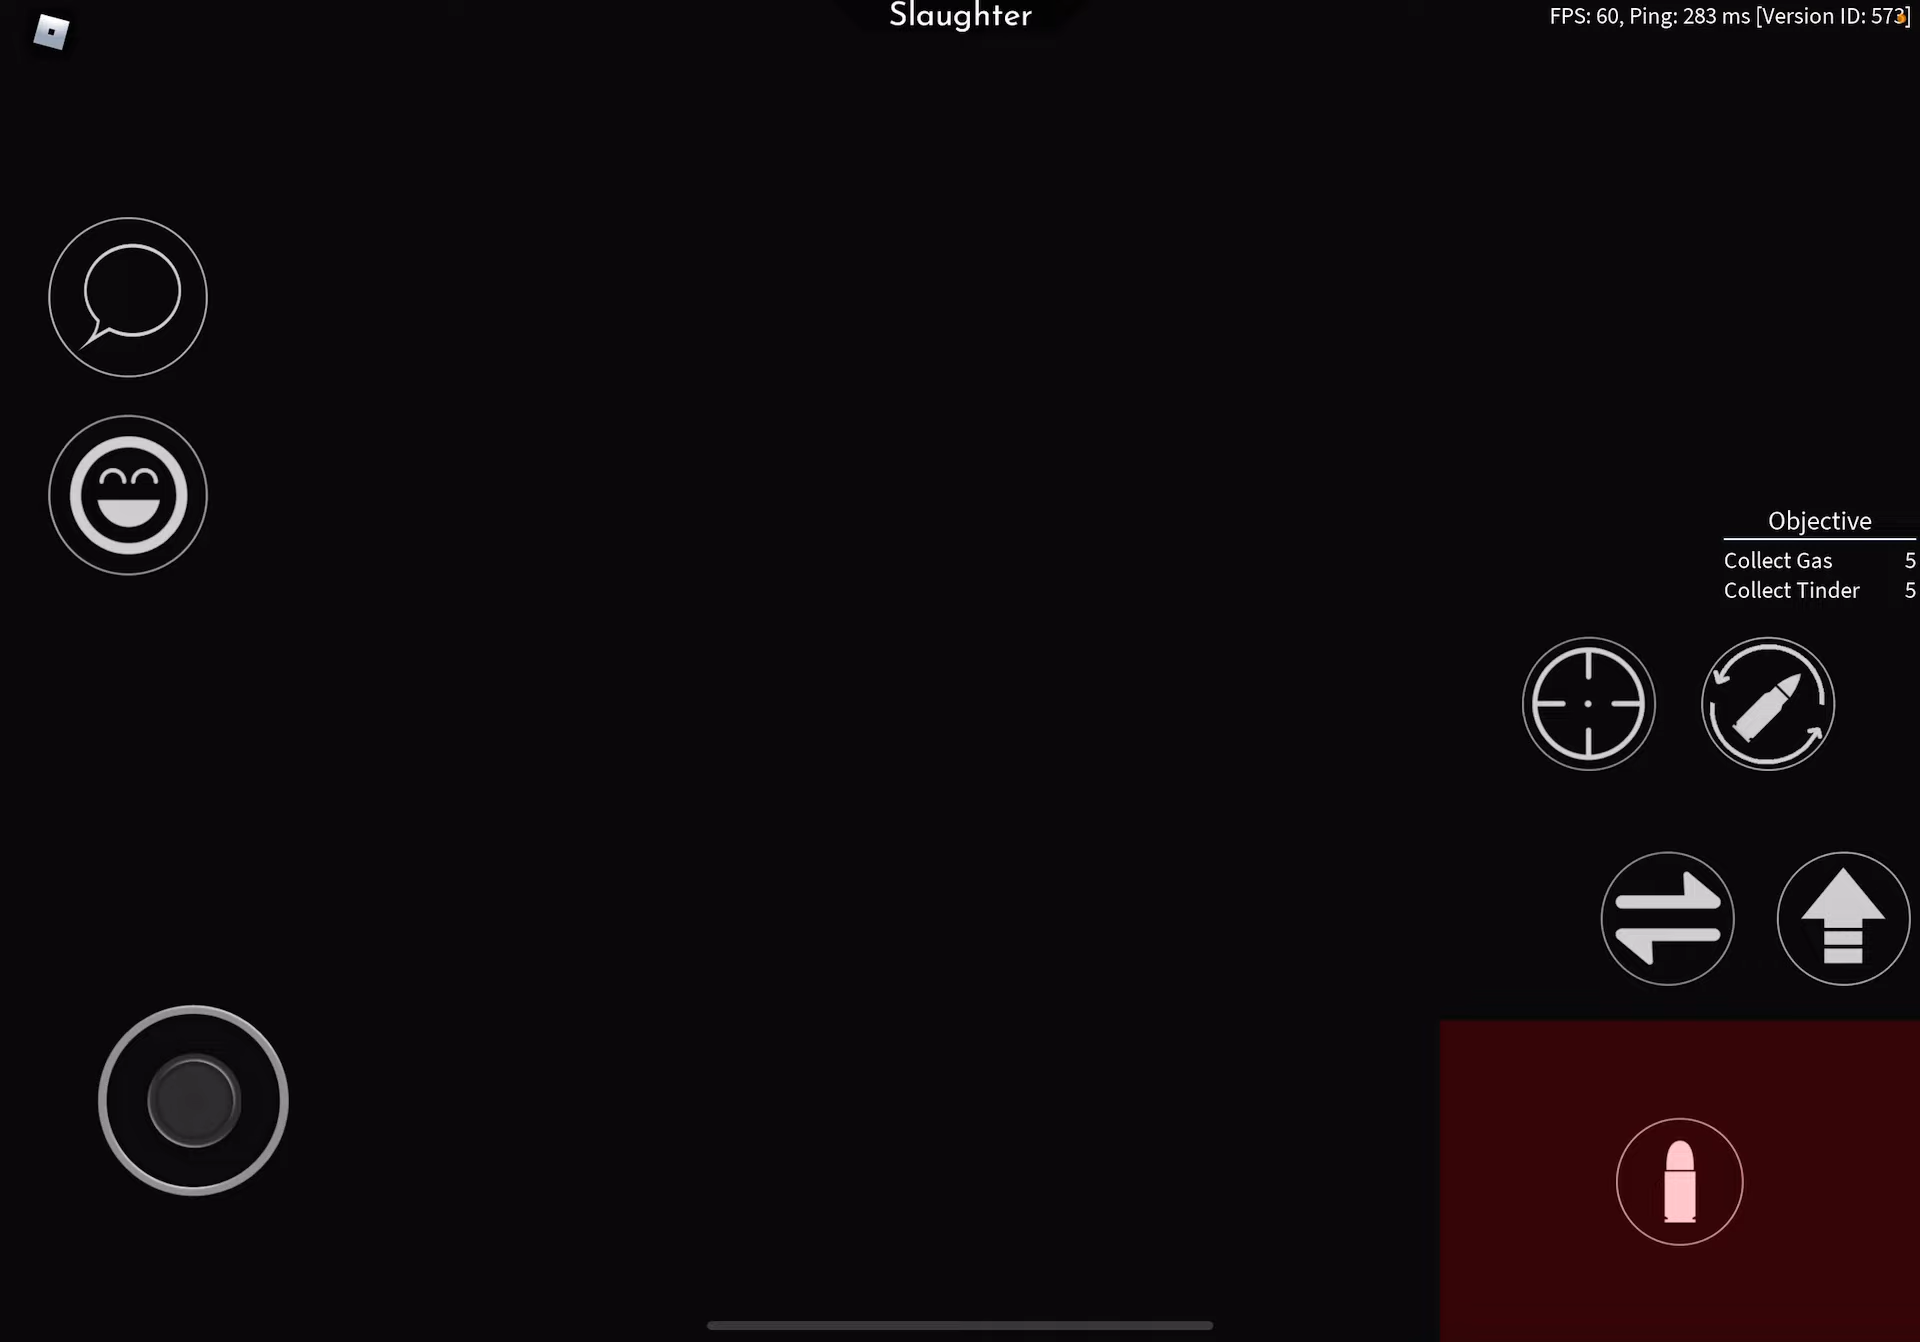 Slaughter
FPS: 60, Ping: 283 ms [Version ID: 573]
Objective
Collect Gas 5
Collect Tinder 5